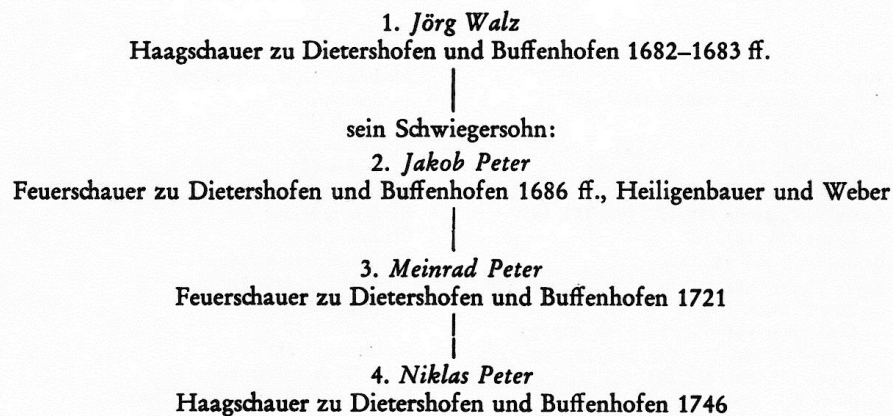 1. Jörg Walz
Haagschauer zu Dietershofen und Buffenhofen 1682–1683 ff.
sein Schwiegersohn:
2. Jakob Peter
Feuerschauer zu Dietershofen und Buffenhofen 1686 ff., Heiligenbauer und Weber
3. Meinrad Peter
Feuerschauer zu Dietershofen und Buffenhofen 1721
4. Niklas Peter
Haagschauer zu Dietershofen und Buffenhofen 1746